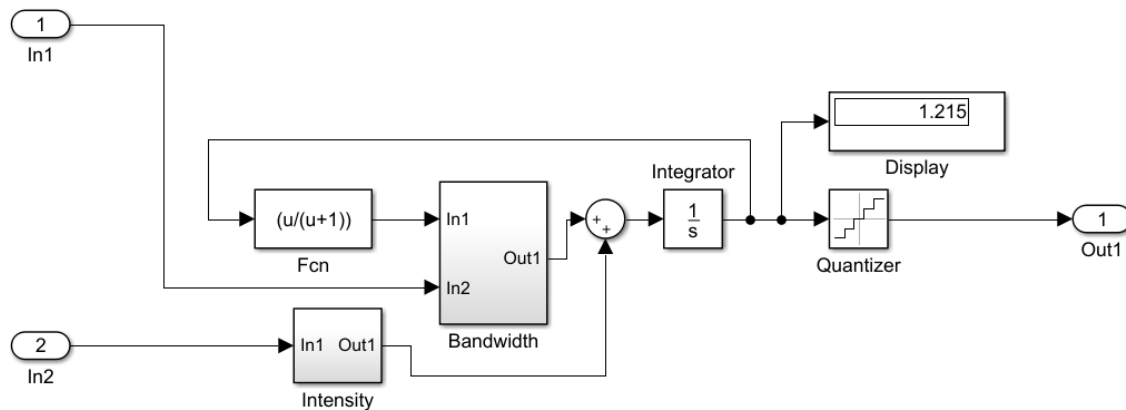 1
In1
1.215
Display
Integrator
(u/(u+1))
Fcn
In1
In2
Out1
Bandwidth
+
+
1
s
Quantizer
1
Out1
2
In2
In1 Out1
Intensity